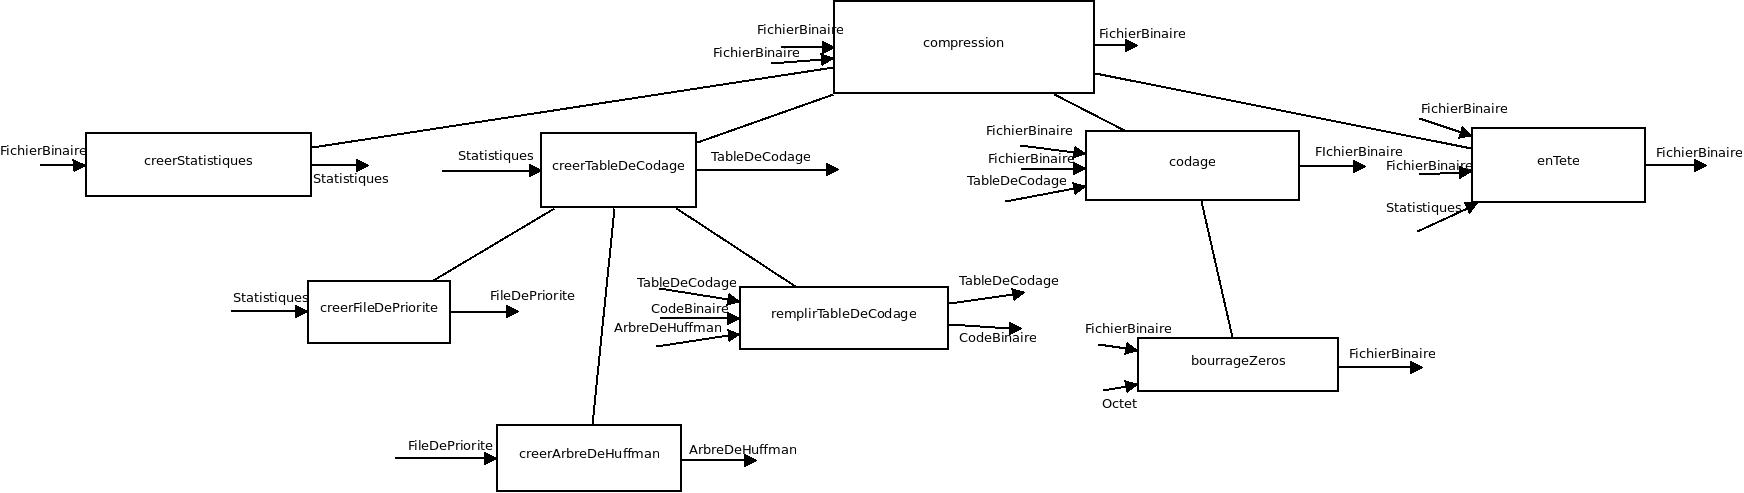 FichierBinaire
FichierBinaire
compression
FichierBinaire
FichierBinaire
creerStatistiques
Statistiques
Statistiques
creerTableDeCodage
TableDeCodage
FichierBinaire
FichierBinaire
TableDeCodage
codage
FIchierBinaire
FichierBinaire
FichierBinaire
Statistiques
enTete
FichierBinaire
Statistiques
creerFileDePriorite
FileDePriorite
TableDeCodage
CodeBinaire
ArbreDeHuffman
remplirTableDeCodage
TableDeCodage
CodeBinaire
FichierBinaire
Octet
bourrageZeros
FichierBinaire
FileDePriorite
creerArbreDeHuffman
ArbreDeHuffman